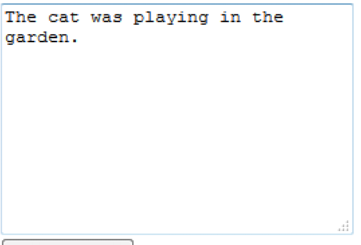 The cat was playing in the
garden.